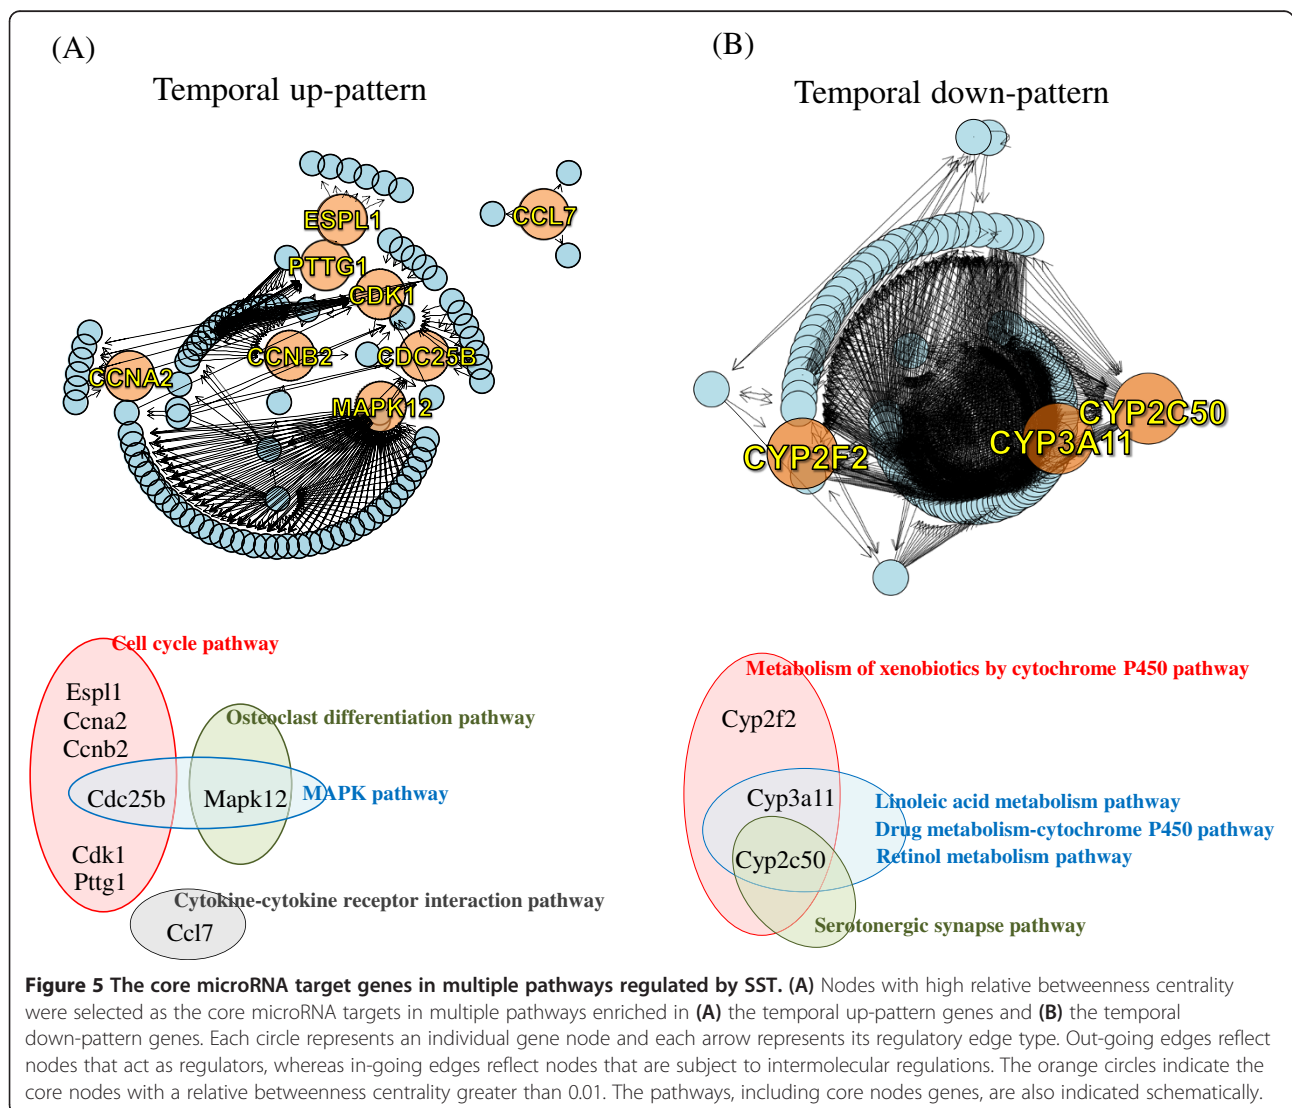 (A)
Temporal up-pattern
ESPL1
CCL7
PTTG1
CDK1
CCNB2
CDC25B
CCNA2
MAPK12
Cell cycle pathway
Espl1
Ccna2
Ccnb2
Osteoclast differentiation pathway
Cdc25b
Mapk12
MAPK pathway
Cdk1
Pttg1
Cytokine-cytokine receptor interaction pathway
Ccl7
(B)
Temporal down-pattern
CYP2C50
CYP3A11
CYP2F2
Metabolism of xenobiotics by cytochrome P450 pathway
Cyp2f2
Cyp3a11
Linoleic acid metabolism pathway
Drug metabolism-cytochrome P450 pathway
Cyp2c50
Retinol metabolism pathway
Serotonergic synapse pathway
Figure 5 The core microRNA target genes in multiple pathways regulated by SST. (A) Nodes with high relative betweenness centrality
were selected as the core microRNA targets in multiple pathways enriched in (A) the temporal up-pattern genes and (B) the temporal
down-pattern genes. Each circle represents an individual gene node and each arrow represents its regulatory edge type. Out-going edges reflect
nodes that act as regulators, whereas in-going edges reflect nodes that are subject to intermolecular regulations. The orange circles indicate the
core nodes with a relative betweenness centrality greater than 0.01. The pathways, including core nodes genes, are also indicated schematically.